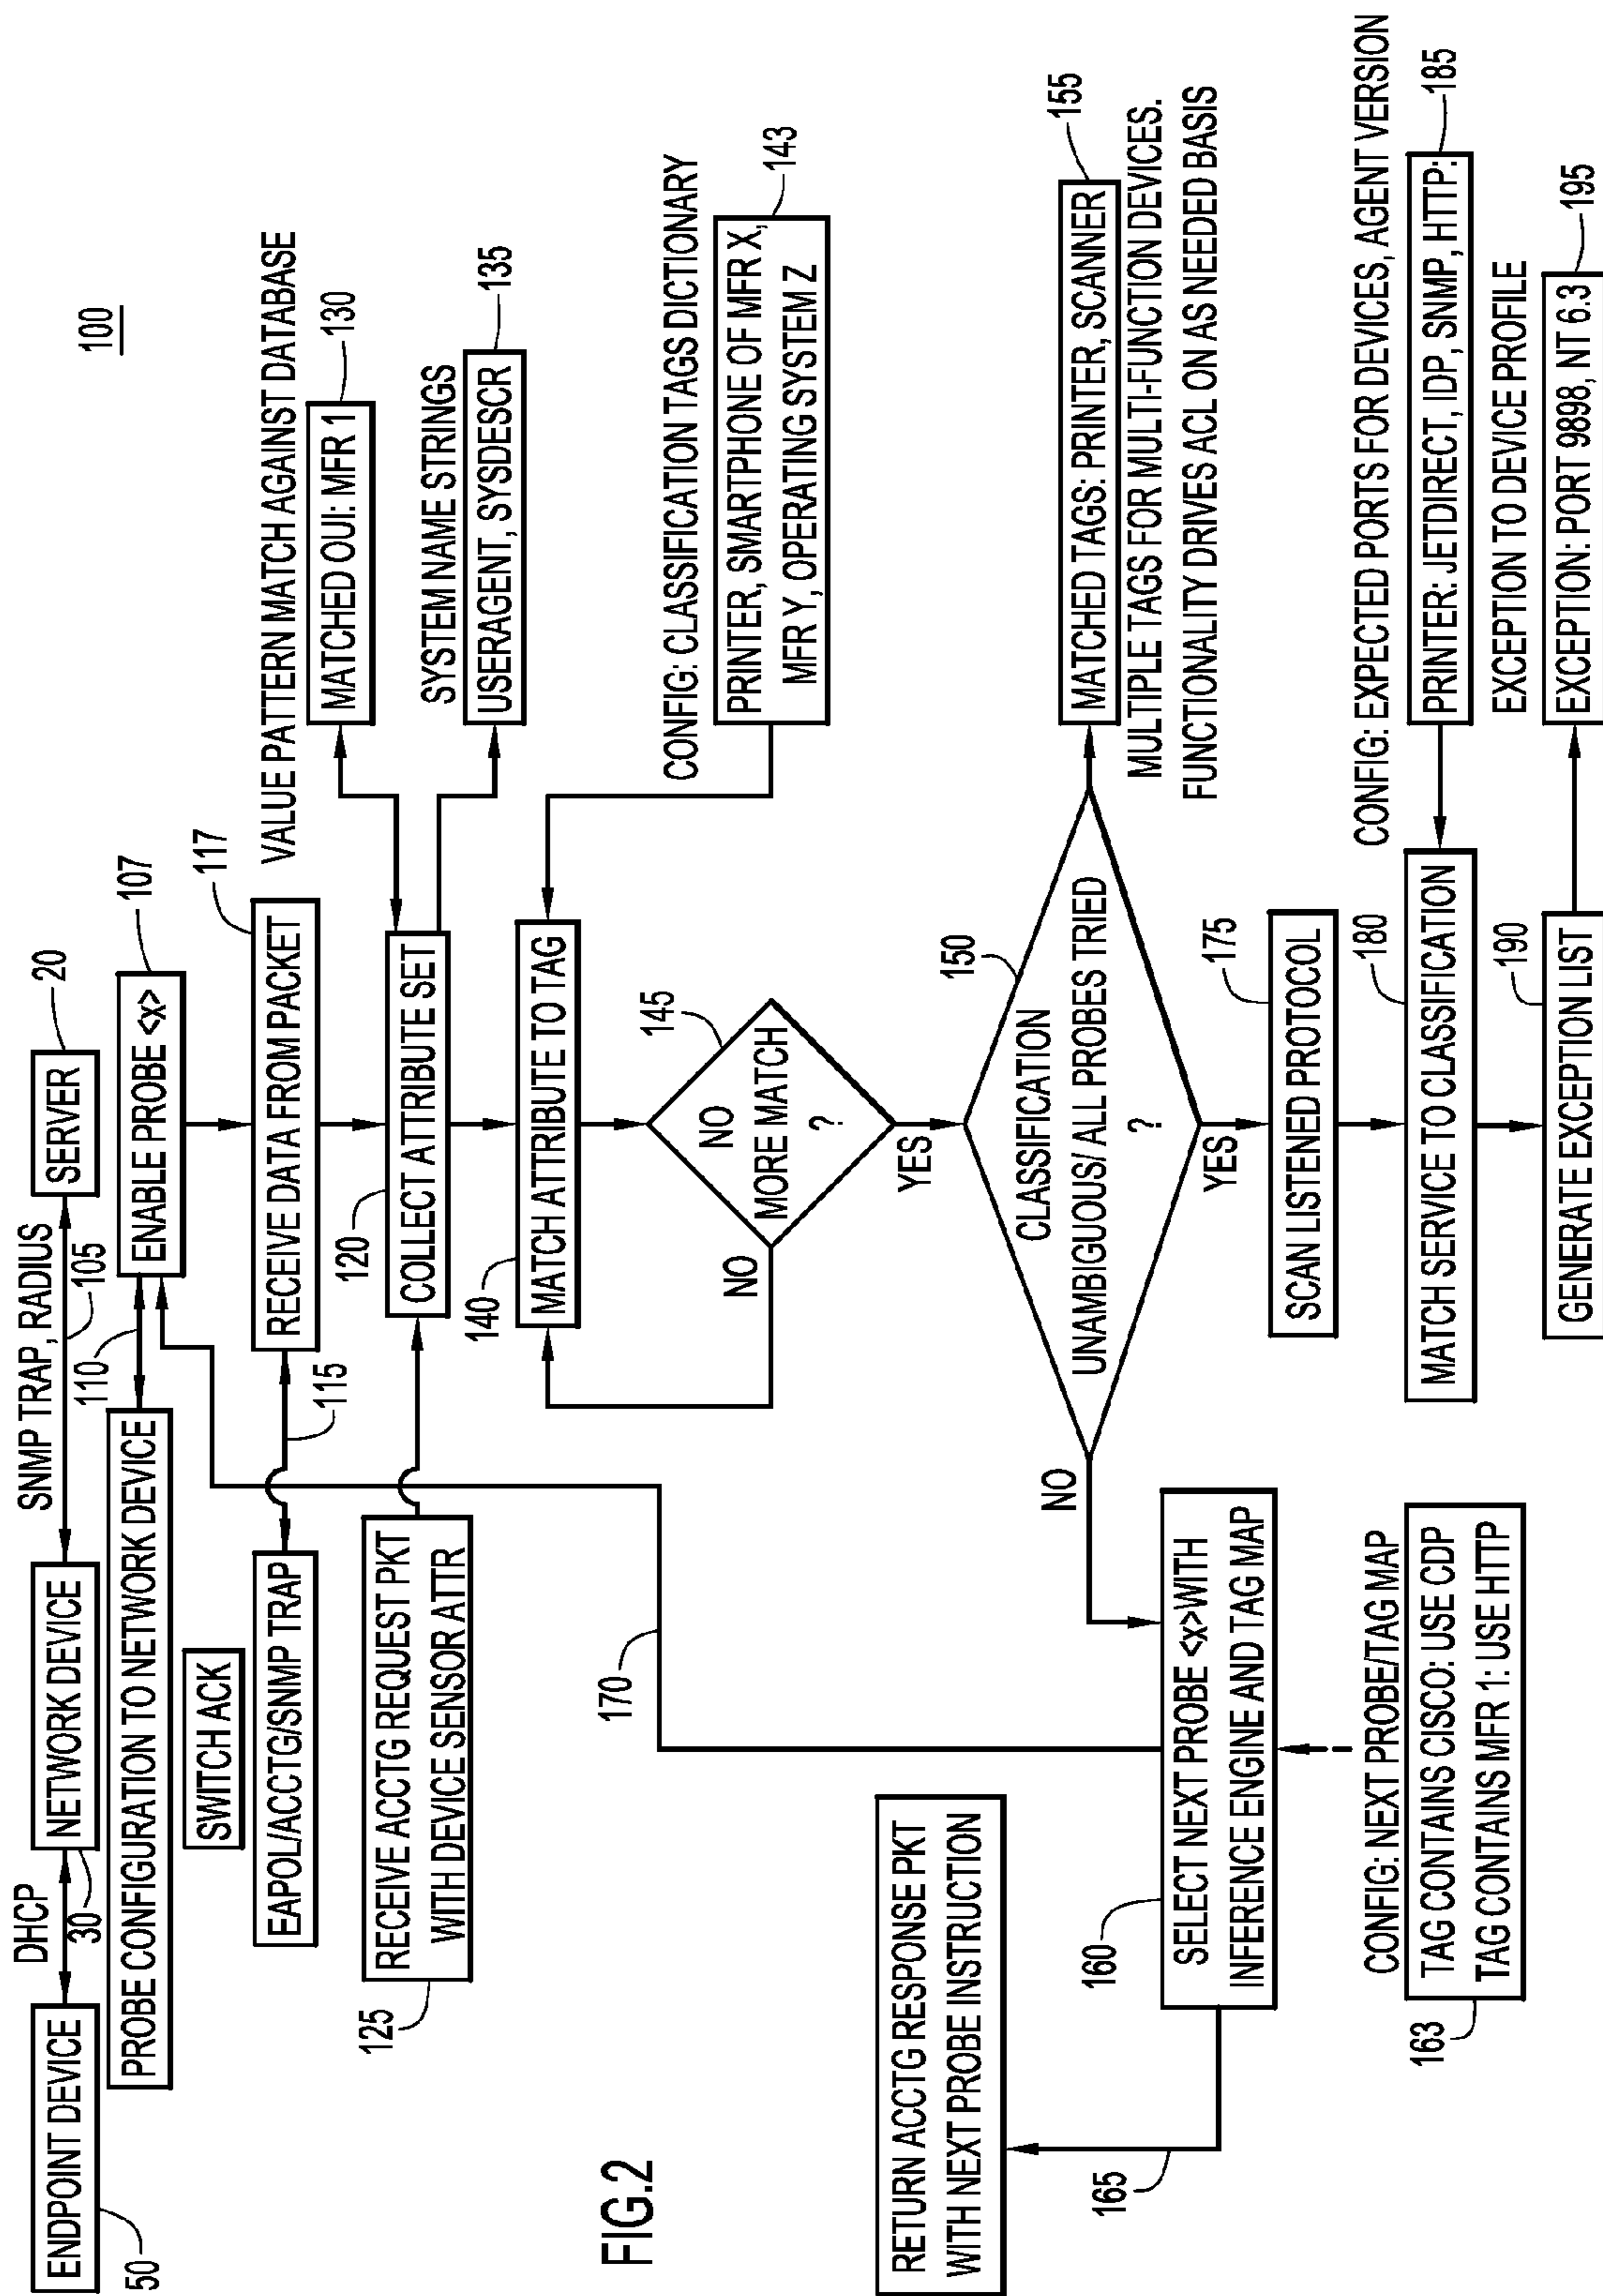 100
DHCP
SNMP TRAP, RADIUS
ENDPOINT DEVICE
50
NETWORK DEVICE
30
105
SERVER
20
PROBE CONFIGURATION TO NETWORK DEVICE
110
ENABLE PROBE <x>
107
SWITCH ACK
EAPOL/ACCTG/SNMP TRAP
115
RECEIVE DATA FROM PACKET
117
VALUE PATTERN MATCH AGAINST DATABASE
MATCHED OUI: MFR 1
130
RECEIVE ACCTG REQUEST PKT
WITH DEVICE SENSOR ATTR
125
120
COLLECT ATTRIBUTE SET
SYSTEM NAME STRINGS
USERAGENT, SYSDESCR
135
140
MATCH ATTRIBUTE TO TAG
CONFIG: CLASSIFICATION TAGS DICTIONARY
PRINTER, SMARTPHONE OF MFR X,
MFR Y, OPERATING SYSTEM Z
143
NO
MORE MATCH
?
145
NO
YES
CLASSIFICATION
UNAMBIGUOUS/ ALL PROBES TRIED
?
150
NO
YES
MATCHED TAGS: PRINTER, SCANNER
155
MULTIPLE TAGS FOR MULTI-FUNCTION DEVICES.
FUNCTIONALITY DRIVES ACL ON AS NEEDED BASIS
RETURN ACCTG RESPONSE PKT
WITH NEXT PROBE INSTRUCTION
165
170
160
SELECT NEXT PROBE <x>WITH
INFERENCE ENGINE AND TAG MAP
CONFIG: NEXT PROBE/TAG MAP
TAG CONTAINS CISCO: USE CDP
TAG CONTAINS MFR 1: USE HTTP
163
SCAN LISTENED PROTOCOL
175
MATCH SERVICE TO CLASSIFICATION
180
CONFIG: EXPECTED PORTS FOR DEVICES, AGENT VERSION
PRINTER: JETDIRECT, IDP, SNMP, HTTP:
185
GENERATE EXCEPTION LIST
190
EXCEPTION TO DEVICE PROFILE
EXCEPTION: PORT 9898, NT 6.3
195
FIG.2